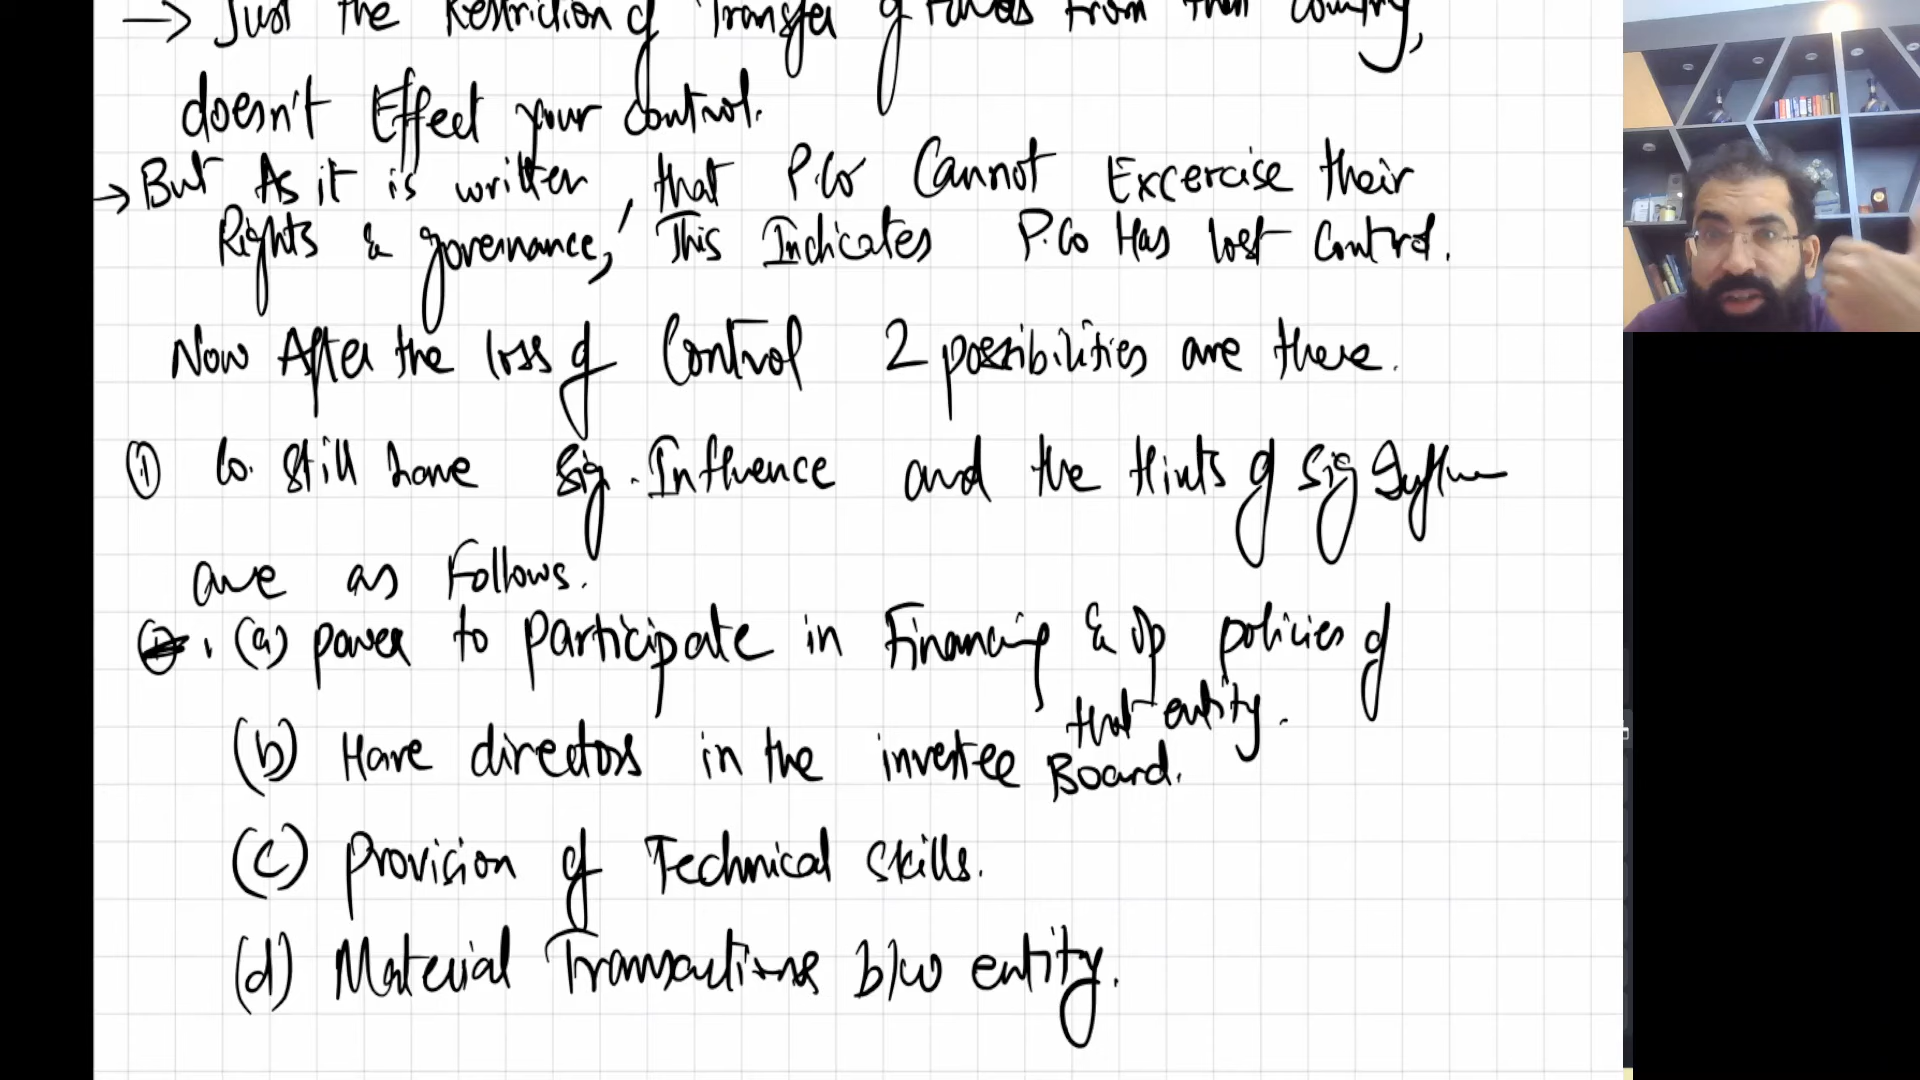 → Just the Restriction of Transfer of Funds from their Country,
doesn't Effect your control.
→ But As it is written, that P.Co Cannot Excercise their
Rights & governance, This Indicates P.Co Has lost Control.
Now After the loss of Control 2 possibilities are there.
① Co. Still have Sig. Influence and the Hints of Sig Influe
are as Follows.
(a) power to participate in Financing & Op policies of
that entity.
(b) Have directors in the investee Board.
(c) provision of Technical skills.
(d) Material Transactions b/w entity.